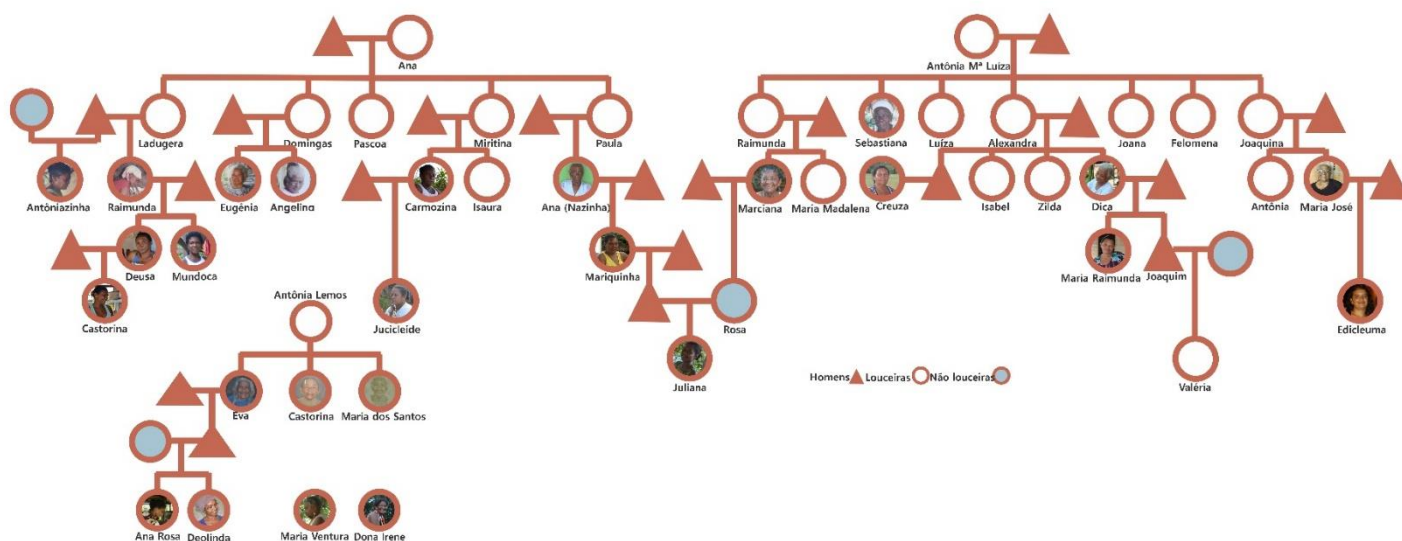 Ana
Antônia Mª Luíza
Ladugera
Domingas
Pascoa
Miritina
Paula
Raimunda
Sebastiana
Luíza
Alexandra
Joana
Felomena
Joaquina
Antôniazinha
Raimunda
Eugênia
Angelina
Carmozina
Isaura
Ana (Nazinha)
Marciana
Maria Madalena
Creuza
Isabel
Zilda
Dica
Antônia
Maria José
Deusa
Mundoca
Mariquinha
Maria Raimunda
Joaquim
Castorina
Antônia Lemos
Jucicleide
Rosa
Edicleuma
Juliana
Valéria
Homens Louceiras Não louceiras
Eva
Castorina
Maria dos Santos
Ana Rosa
Deolinda
Maria Ventura
Dona Irene